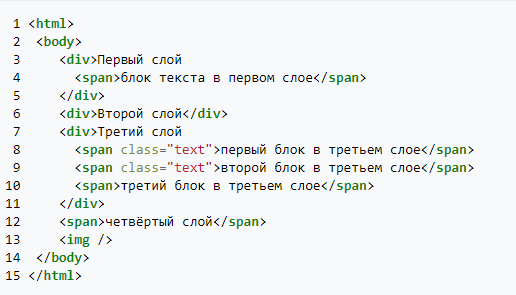 1 <html>
2 <body>
3 <div>Первый слой
4 <span>блок текста в первом слое</span>
5 </div>
6 <div>Второй слой</div>
7 <div>Третий слой
8 <span class="text">первый блок в третьем слое</span>
9 <span class="text">второй блок в третьем слое</span>
10 <span>третий блок в третьем слое</span>
11 </div>
12 <span>четвёртый слой</span>
13 <img />
14 </body>
15 </html>